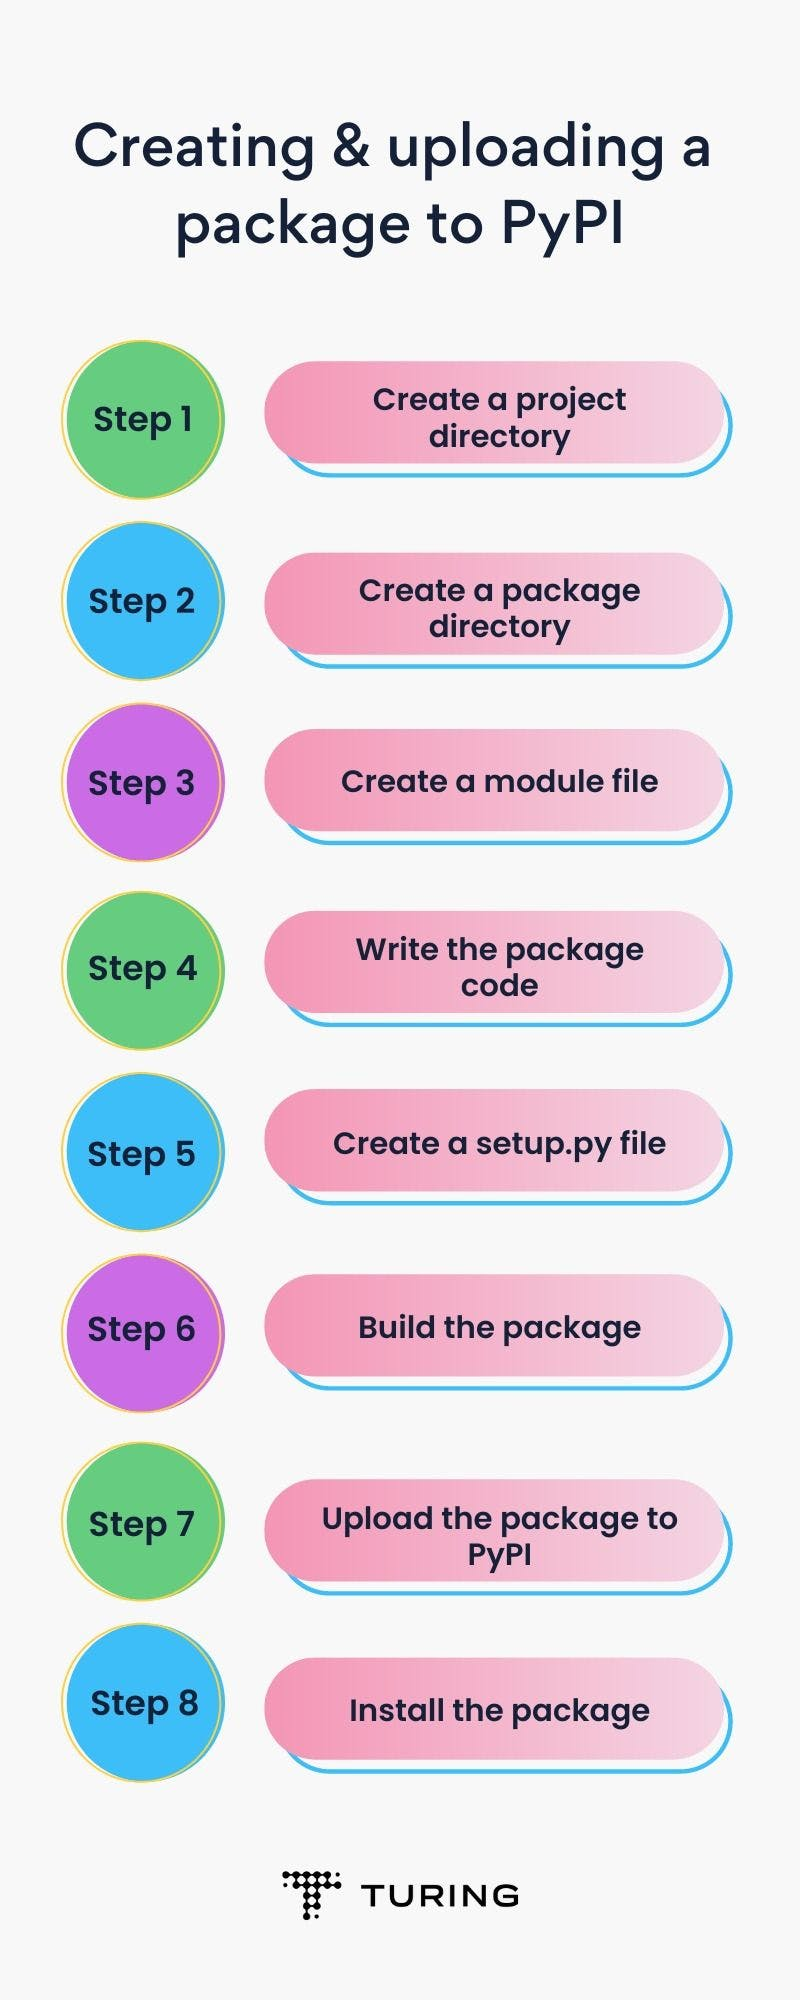 Creating & uploading a
package to PyPI
Step 1
Create a project
directory
Step 2
Create a package
directory
Step 3
Create a module file
Step 4
Write the package
code
Step 5
Create a setup.py file
Step 6
Build the package
Step 7
Upload the package to
PyPI
Step 8
Install the package
TURING